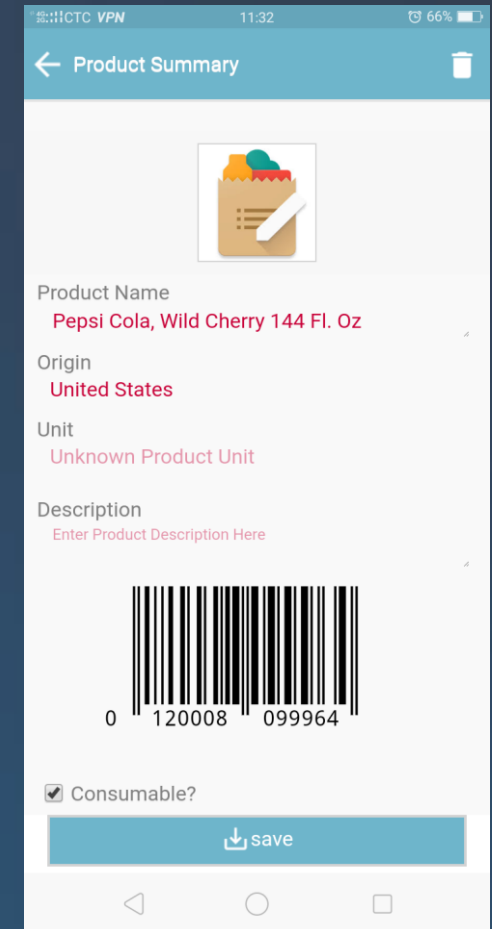 CTC VPN 11:32 66%
Product Summary
Product Name
Pepsi Cola, Wild Cherry 144 Fl. Oz
Origin
United States
Unit
Unknown Product Unit
Description
Enter Product Description Here
0 120008 099964
Consumable?
save